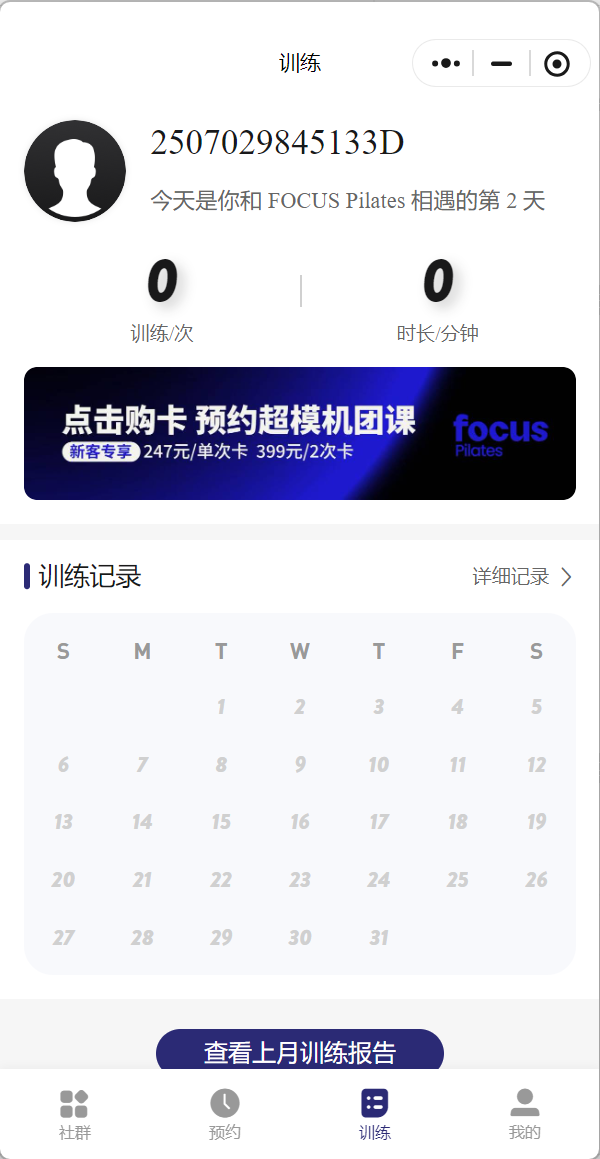 训练
2507029845133D
今天是你和 FOCUS Pilates 相遇的第 2 天
0 0
训练/次 时长/分钟
点击购卡 预约超模机团课
新客专享 247元/单次卡 399元/2次卡
focus
Pilates
训练记录 详细记录
S M T W T F S
1 2 3 4 5
6 7 8 9 10 11 12
13 14 15 16 17 18 19
20 21 22 23 24 25 26
27 28 29 30 31
查看上月训练报告
社群 预约 训练 我的